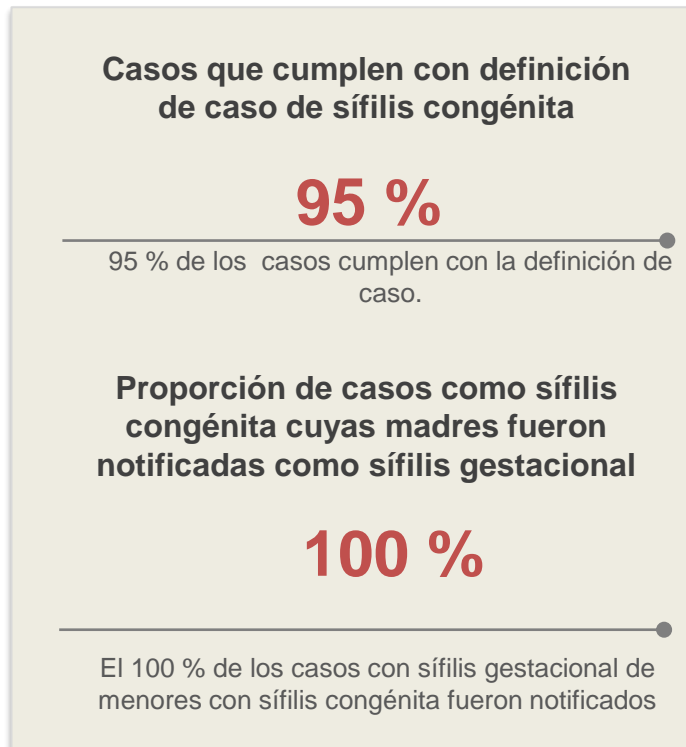 Casos que cumplen con definición
de caso de sífilis congénita
95 %
95 % de los casos cumplen con la definición de
caso.
Proporción de casos como sífilis
congénita cuyas madres fueron
notificadas como sífilis gestacional
100 %
El 100 % de los casos con sífilis gestacional de
menores con sífilis congénita fueron notificados